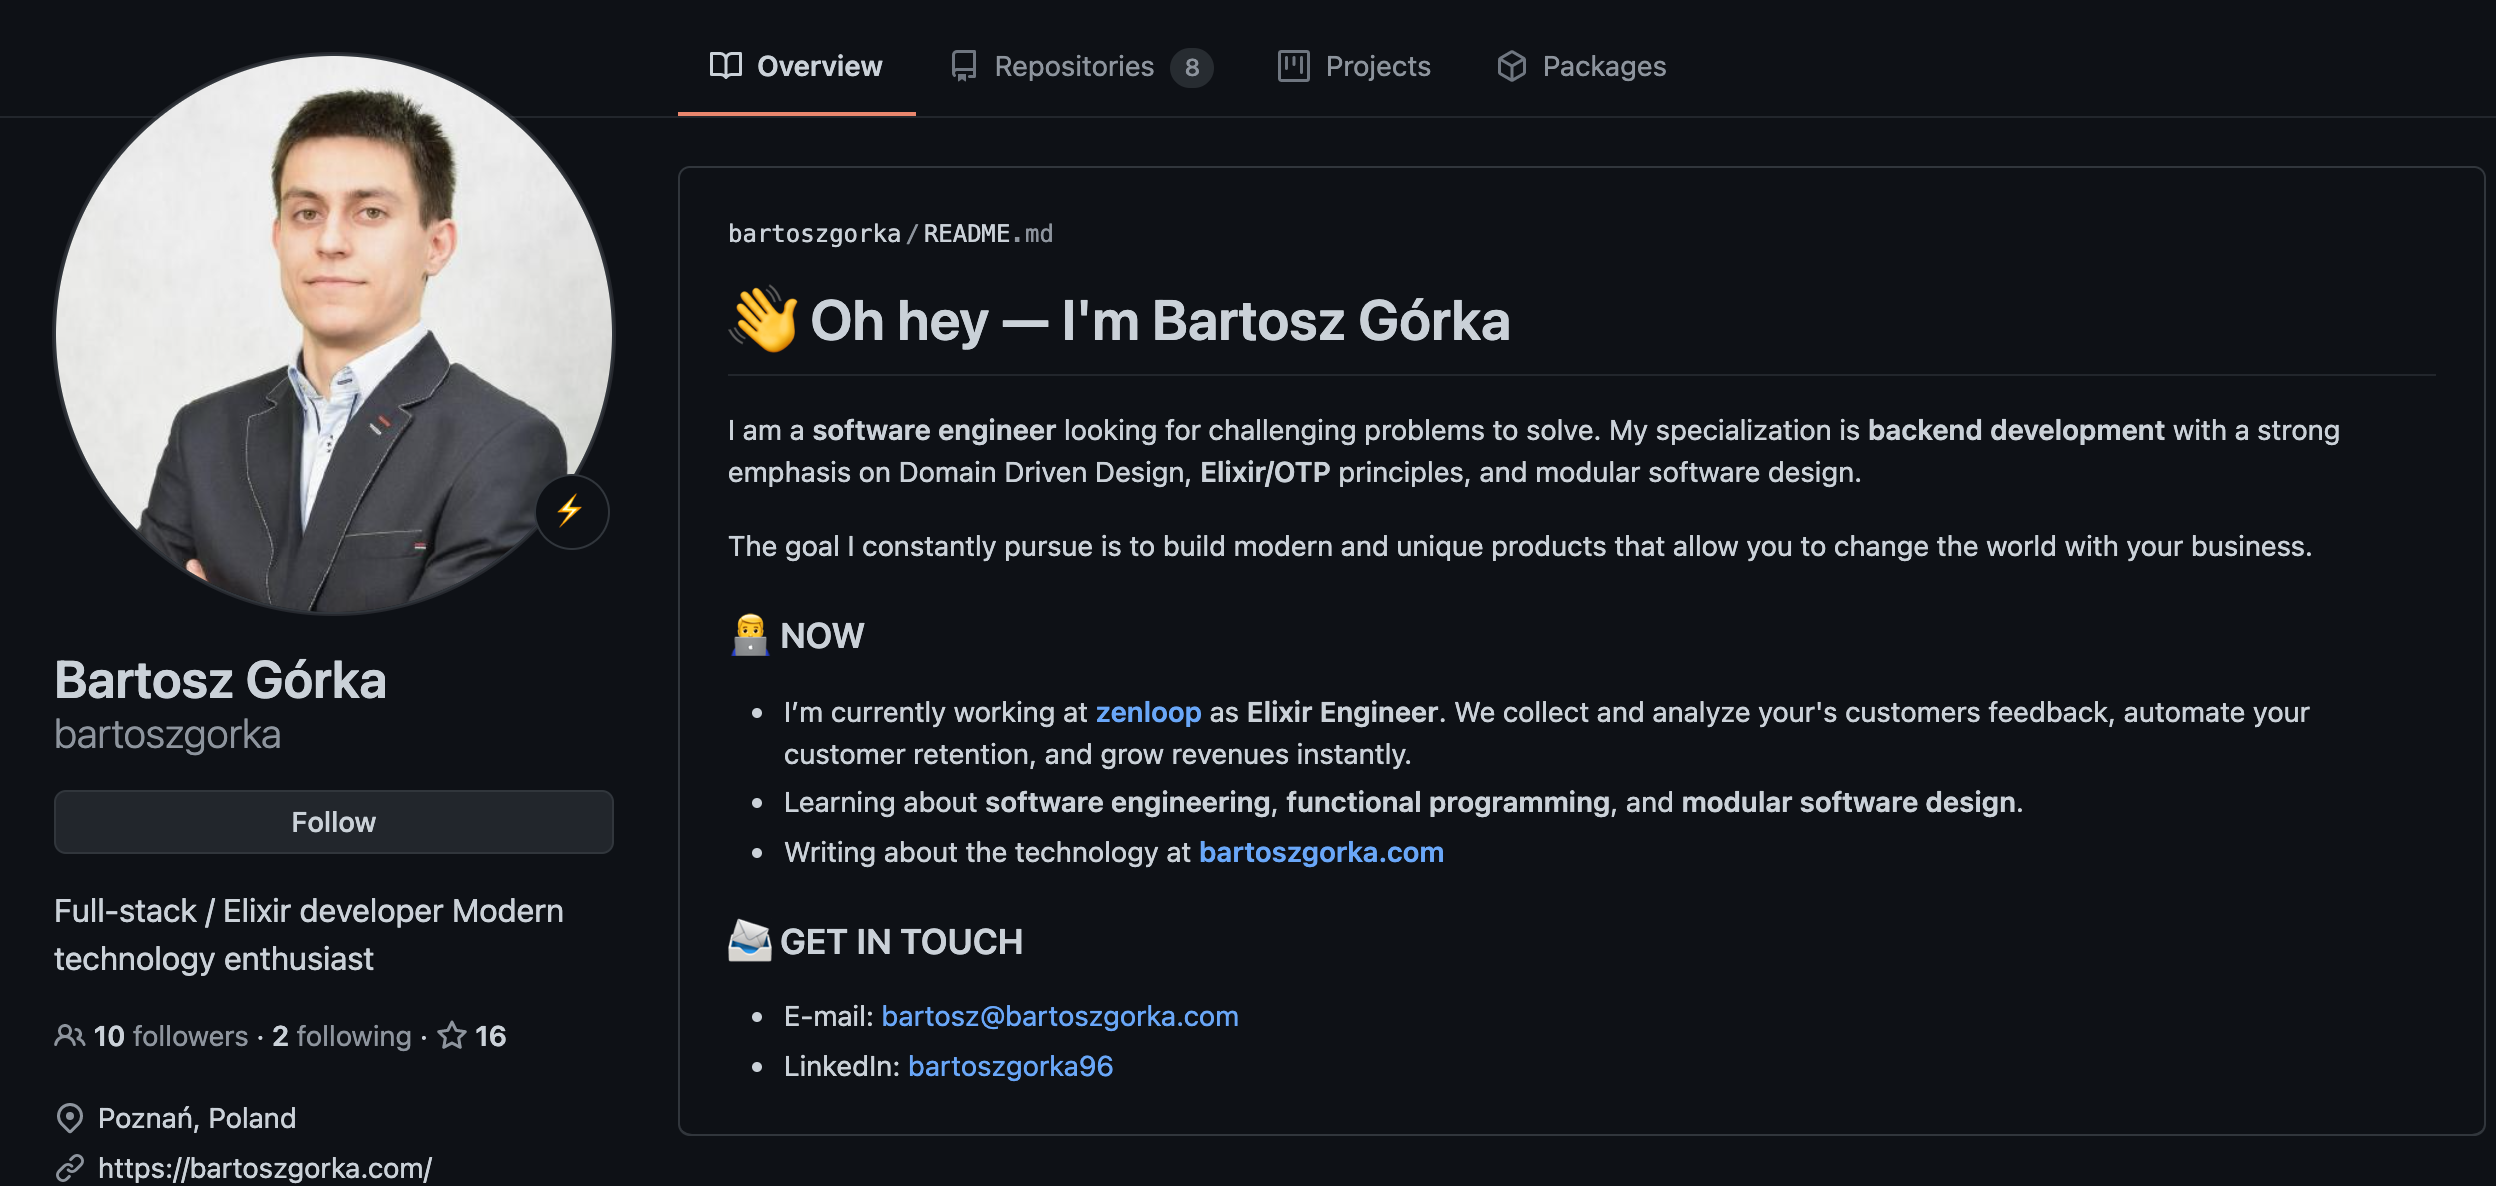 Overview Repositories 8 Projects Packages
bartoszgorka/README.md
👋 Oh hey — I'm Bartosz Górka
I am a software engineer looking for challenging problems to solve. My specialization is backend development with a strong
emphasis on Domain Driven Design, Elixir/OTP principles, and modular software design.
The goal I constantly pursue is to build modern and unique products that allow you to change the world with your business.
👨‍💻 NOW
• I’m currently working at zenloop as Elixir Engineer. We collect and analyze your's customers feedback, automate your
customer retention, and grow revenues instantly.
• Learning about software engineering, functional programming, and modular software design.
• Writing about the technology at bartoszgorka.com
📨 GET IN TOUCH
• E-mail: bartosz@bartoszgorka.com
• LinkedIn: bartoszgorka96
Bartosz Górka
bartoszgorka
Follow
Full-stack / Elixir developer Modern
technology enthusiast
10 followers · 2 following · 16
Poznań, Poland
https://bartoszgorka.com/